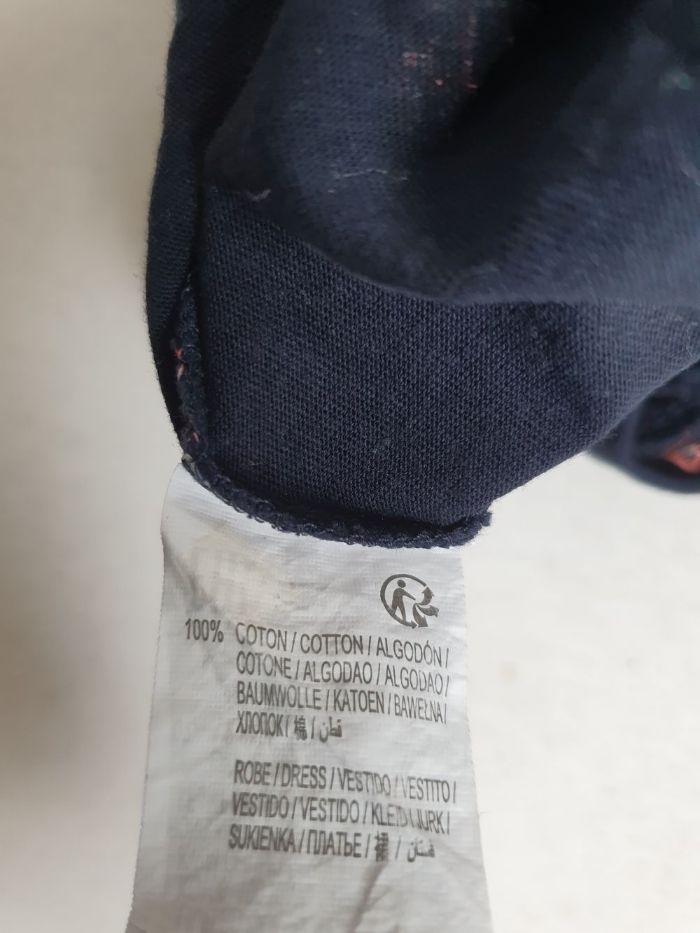 100% COTON / COTTON / ALGODÓN /
COTONE / ALGODAO / ALGODAO /
BAUMWOLLE / KATOEN / BAWEŁNA /
ХЛОПОК / 棉 / قطن
ROBE / DRESS / VESTIDO / VESTITO /
VESTIDO / VESTIDO / KLEID / JURK /
SUKIENKA / ПЛАТЬЕ / 裙 / فستان